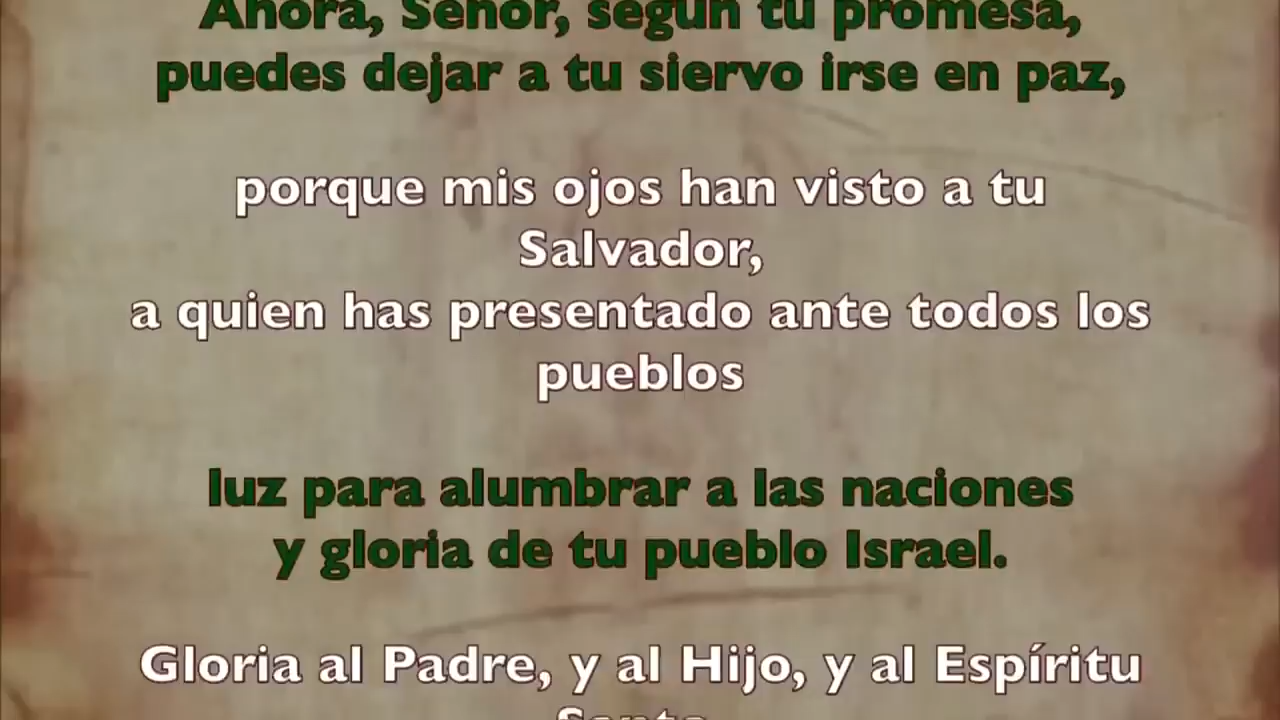 Ahora, Señor, según tu promesa,
puedes dejar a tu siervo irse en paz,
porque mis ojos han visto a tu
Salvador,
a quien has presentado ante todos los
pueblos
luz para alumbrar a las naciones
y gloria de tu pueblo Israel.
Gloria al Padre, y al Hijo, y al Espíritu